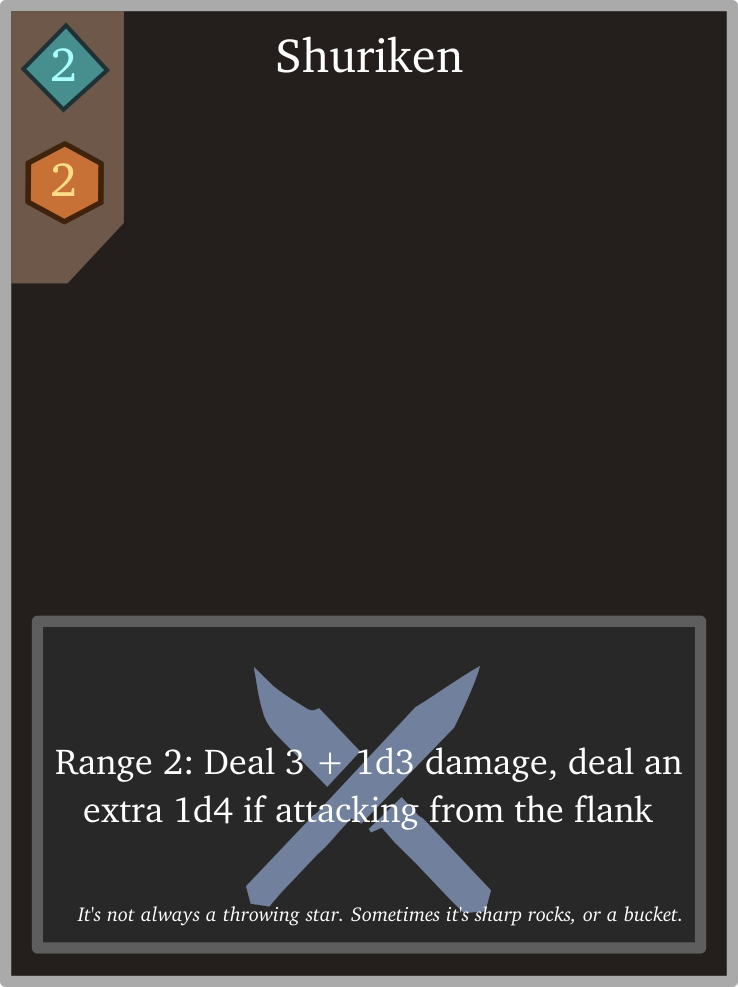 2
Shuriken
2
Range 2: Deal 3 + 1d3 damage, deal an
extra 1d4 if attacking from the flank
It's not always a throwing star. Sometimes it's sharp rocks, or a bucket.